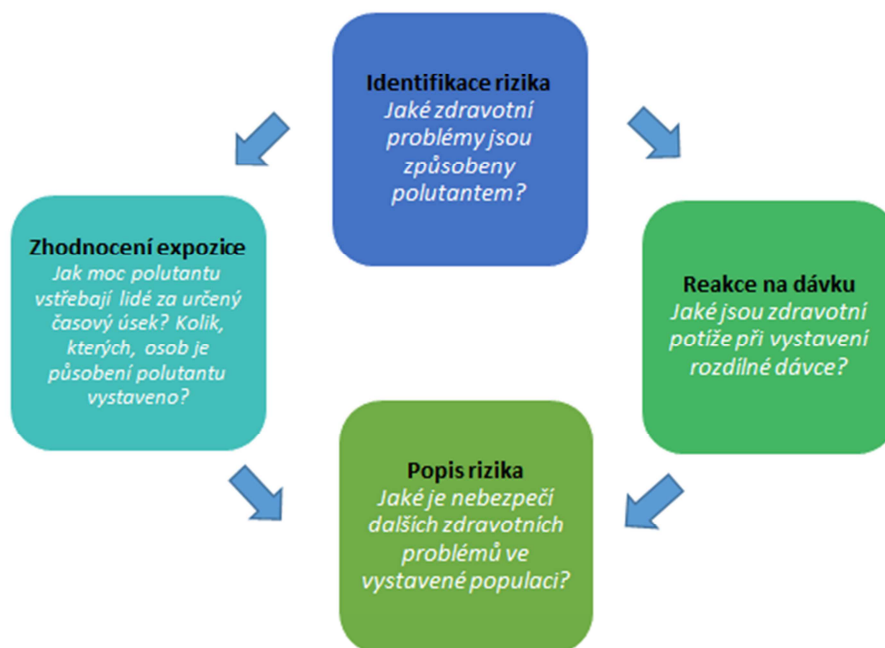 Identifikace rizika
Jaké zdravotní
problémy jsou
způsobeny
polutantem?
Zhodnocení expozice
Jak moc polutantu
vstřebají lidé za určený
časový úsek? Kolik,
kterých, osob je
působení polutantu
vystaveno?
Reakce na dávku
Jaké jsou zdravotní
potíže při vystavení
rozdílné dávce?
Popis rizika
Jaké je nebezpečí
dalších zdravotních
problémů ve
vystavené populaci?